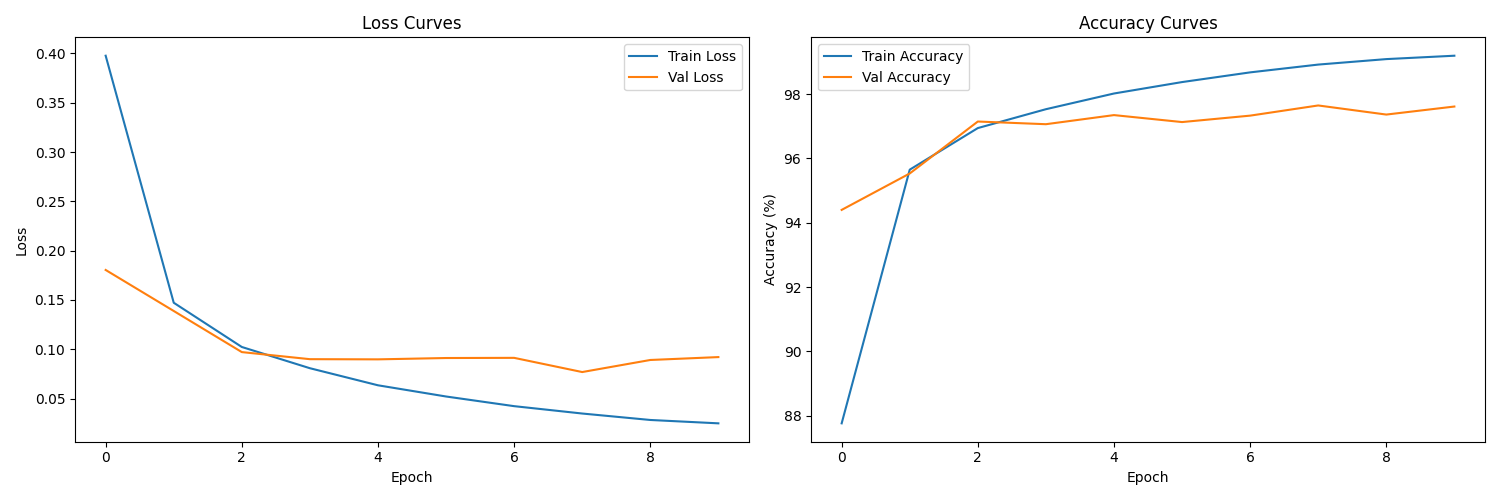 Loss Curves
0.40
0.35
0.30
0.25
0.20
0.15
0.10
0.05
Loss
0 2 4 6 8
Epoch
Train Loss
Val Loss
Accuracy Curves
Train Accuracy
Val Accuracy
98
96
94
92
90
88
Accuracy (%)
0 2 4 6 8
Epoch